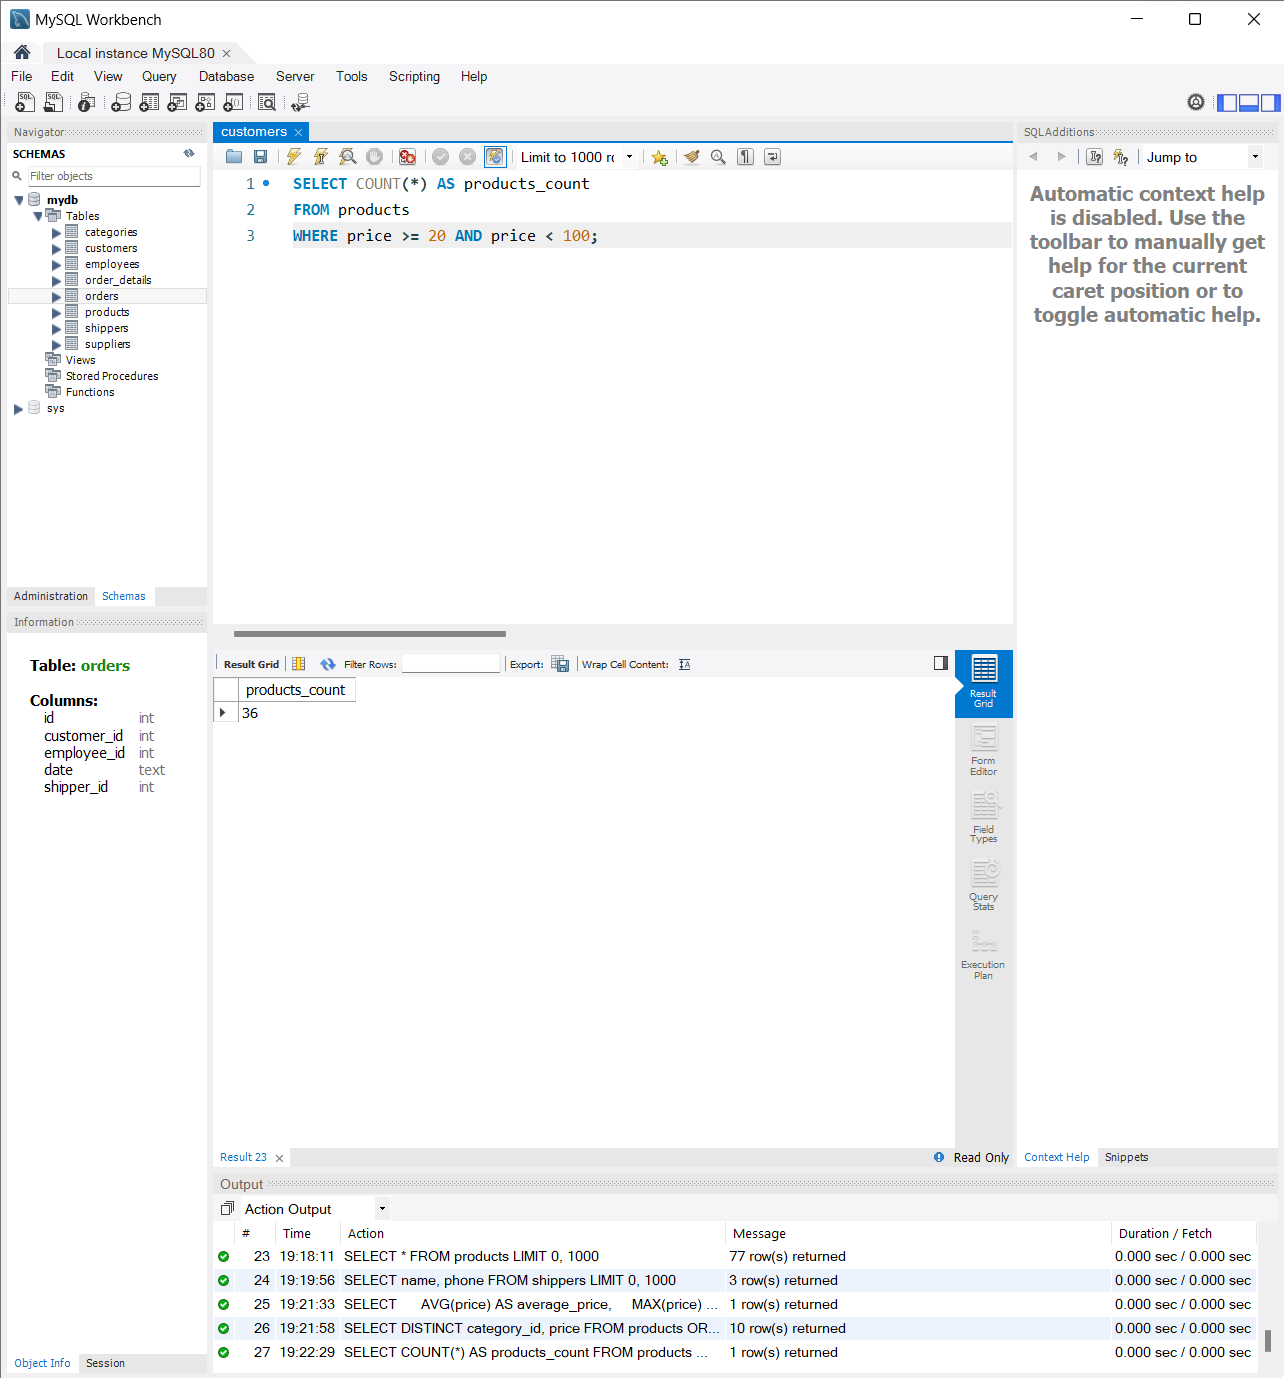 MySQL Workbench
Local instance MySQL80
File Edit View Query Database Server Tools Scripting Help
Navigator
SCHEMAS
Filter objects
mydb
Tables
categories
customers
employees
order_details
orders
products
shippers
suppliers
Views
Stored Procedures
Functions
sys
Administration Schemas
Information
Table: orders
Columns:
id int
customer_id int
employee_id int
date text
shipper_id int
Object Info Session
customers
Limit to 1000 rc
1 SELECT COUNT(*) AS products_count
2 FROM products
3 WHERE price >= 20 AND price < 100;
Result Grid Filter Rows: Export: Wrap Cell Content:
products_count
36
Result Grid
Form Editor
Field Types
Query Stats
Execution Plan
Result 23 Read Only
SQLAdditions
Jump to
Automatic context help
is disabled. Use the
toolbar to manually get
help for the current
caret position or to
toggle automatic help.
Context Help Snippets
Output
Action Output
# Time Action Message Duration / Fetch
23 19:18:11 SELECT * FROM products LIMIT 0, 1000 77 row(s) returned 0.000 sec / 0.000 sec
24 19:19:56 SELECT name, phone FROM shippers LIMIT 0, 1000 3 row(s) returned 0.000 sec / 0.000 sec
25 19:21:33 SELECT AVG(price) AS average_price, MAX(price) ... 1 row(s) returned 0.000 sec / 0.000 sec
26 19:21:58 SELECT DISTINCT category_id, price FROM products OR... 10 row(s) returned 0.000 sec / 0.000 sec
27 19:22:29 SELECT COUNT(*) AS products_count FROM products ... 1 row(s) returned 0.000 sec / 0.000 sec